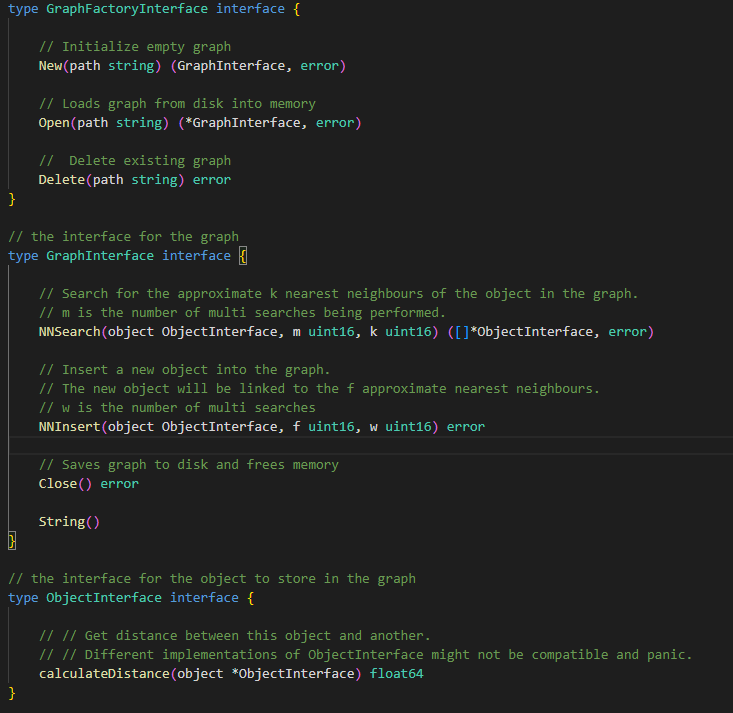 type GraphFactoryInterface interface {
// Initialize empty graph
New(path string) (GraphInterface, error)
// Loads graph from disk into memory
Open(path string) (*GraphInterface, error)
//  Delete existing graph
Delete(path string) error
}
// the interface for the graph
type GraphInterface interface {
// Search for the approximate k nearest neighbours of the object in the graph.
// m is the number of multi searches being performed.
NNSearch(object ObjectInterface, m uint16, k uint16) ([]*ObjectInterface, error)
// Insert a new object into the graph.
// The new object will be linked to the f approximate nearest neighbours.
// w is the number of multi searches
NNInsert(object ObjectInterface, f uint16, w uint16) error
// Saves graph to disk and frees memory
Close() error
String()
}
// the interface for the object to store in the graph
type ObjectInterface interface {
// // Get distance between this object and another.
// // Different implementations of ObjectInterface might not be compatible and panic.
calculateDistance(object *ObjectInterface) float64
}